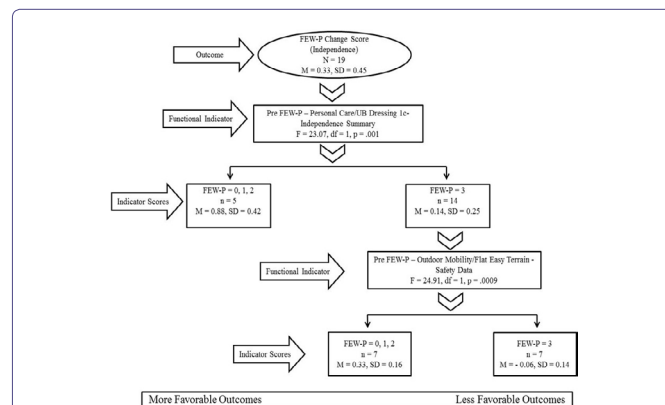 FEW-P Change Score
(Independence)
N = 19
M = 0.33, SD = 0.45
Outcome
Functional Indicator
Pre FEW-P – Personal Care/UB Dressing 1c-
Independence Summary
F = 23.07, df = 1, p = .001
Indicator Scores
FEW-P = 0, 1, 2
n = 5
M = 0.88, SD = 0.42
FEW-P = 3
n = 14
M = 0.14, SD = 0.25
Functional Indicator
Pre FEW-P – Outdoor Mobility/Flat Easy Terrain -
Safety Data
F = 24.91, df = 1, p = .0009
Indicator Scores
FEW-P = 0, 1, 2
n = 7
M = 0.33, SD = 0.16
FEW-P = 3
n = 7
M = - 0.06, SD = 0.14
More Favorable Outcomes Less Favorable Outcomes